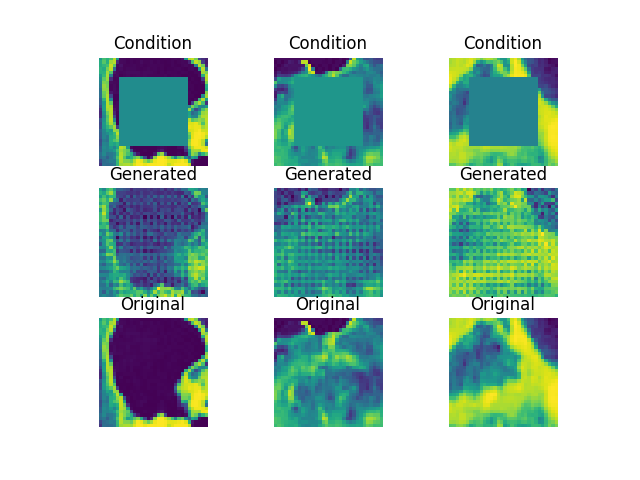 Condition Condition Condition
Generated Generated Generated
Original Original Original